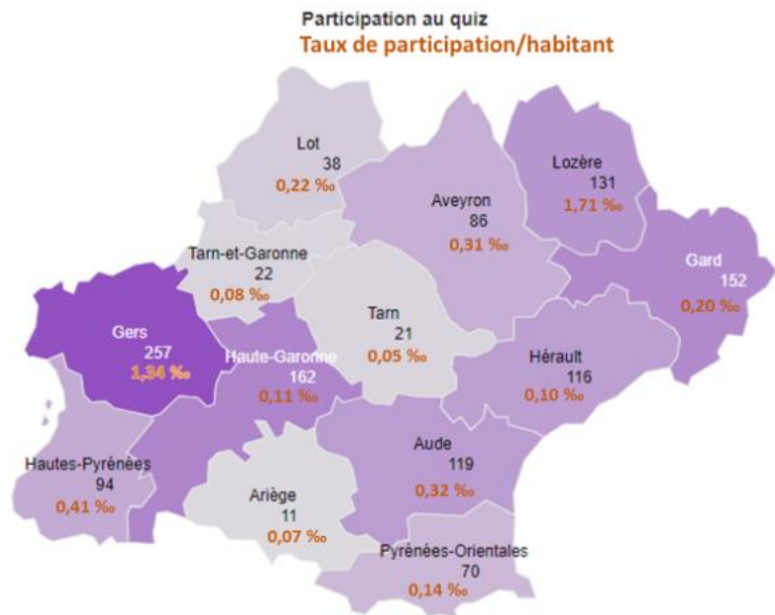 Participation au quiz
Taux de participation/habitant
Lot
38
0,22 ‰
Lozère
131
1,71 ‰
Aveyron
86
0,31 ‰
Tarn-et-Garonne
22
0,08 ‰
Gard
152
0,20 ‰
Gers
257
1,34 ‰
Tarn
21
0,05 ‰
Haute-Garonne
162
0,11 ‰
Hérault
116
0,10 ‰
Hautes-Pyrénées
94
0,41 ‰
Aude
119
0,32 ‰
Ariège
11
0,07 ‰
Pyrénées-Orientales
70
0,14 ‰